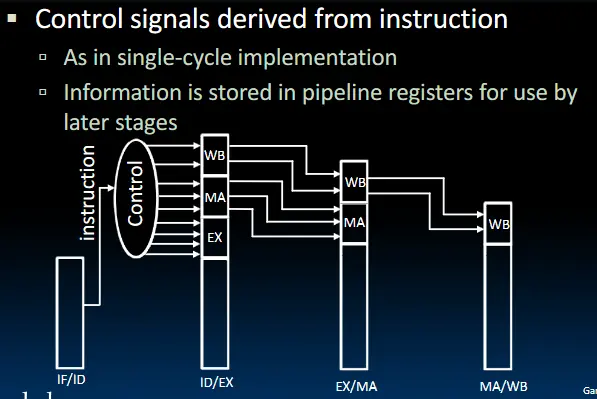 Control signals derived from instruction
As in single-cycle implementation
Information is stored in pipeline registers for use by
later stages
instruction
Control
WB
MA
EX
WB
MA
WB
IF/ID
ID/EX
EX/MA
MA/WB